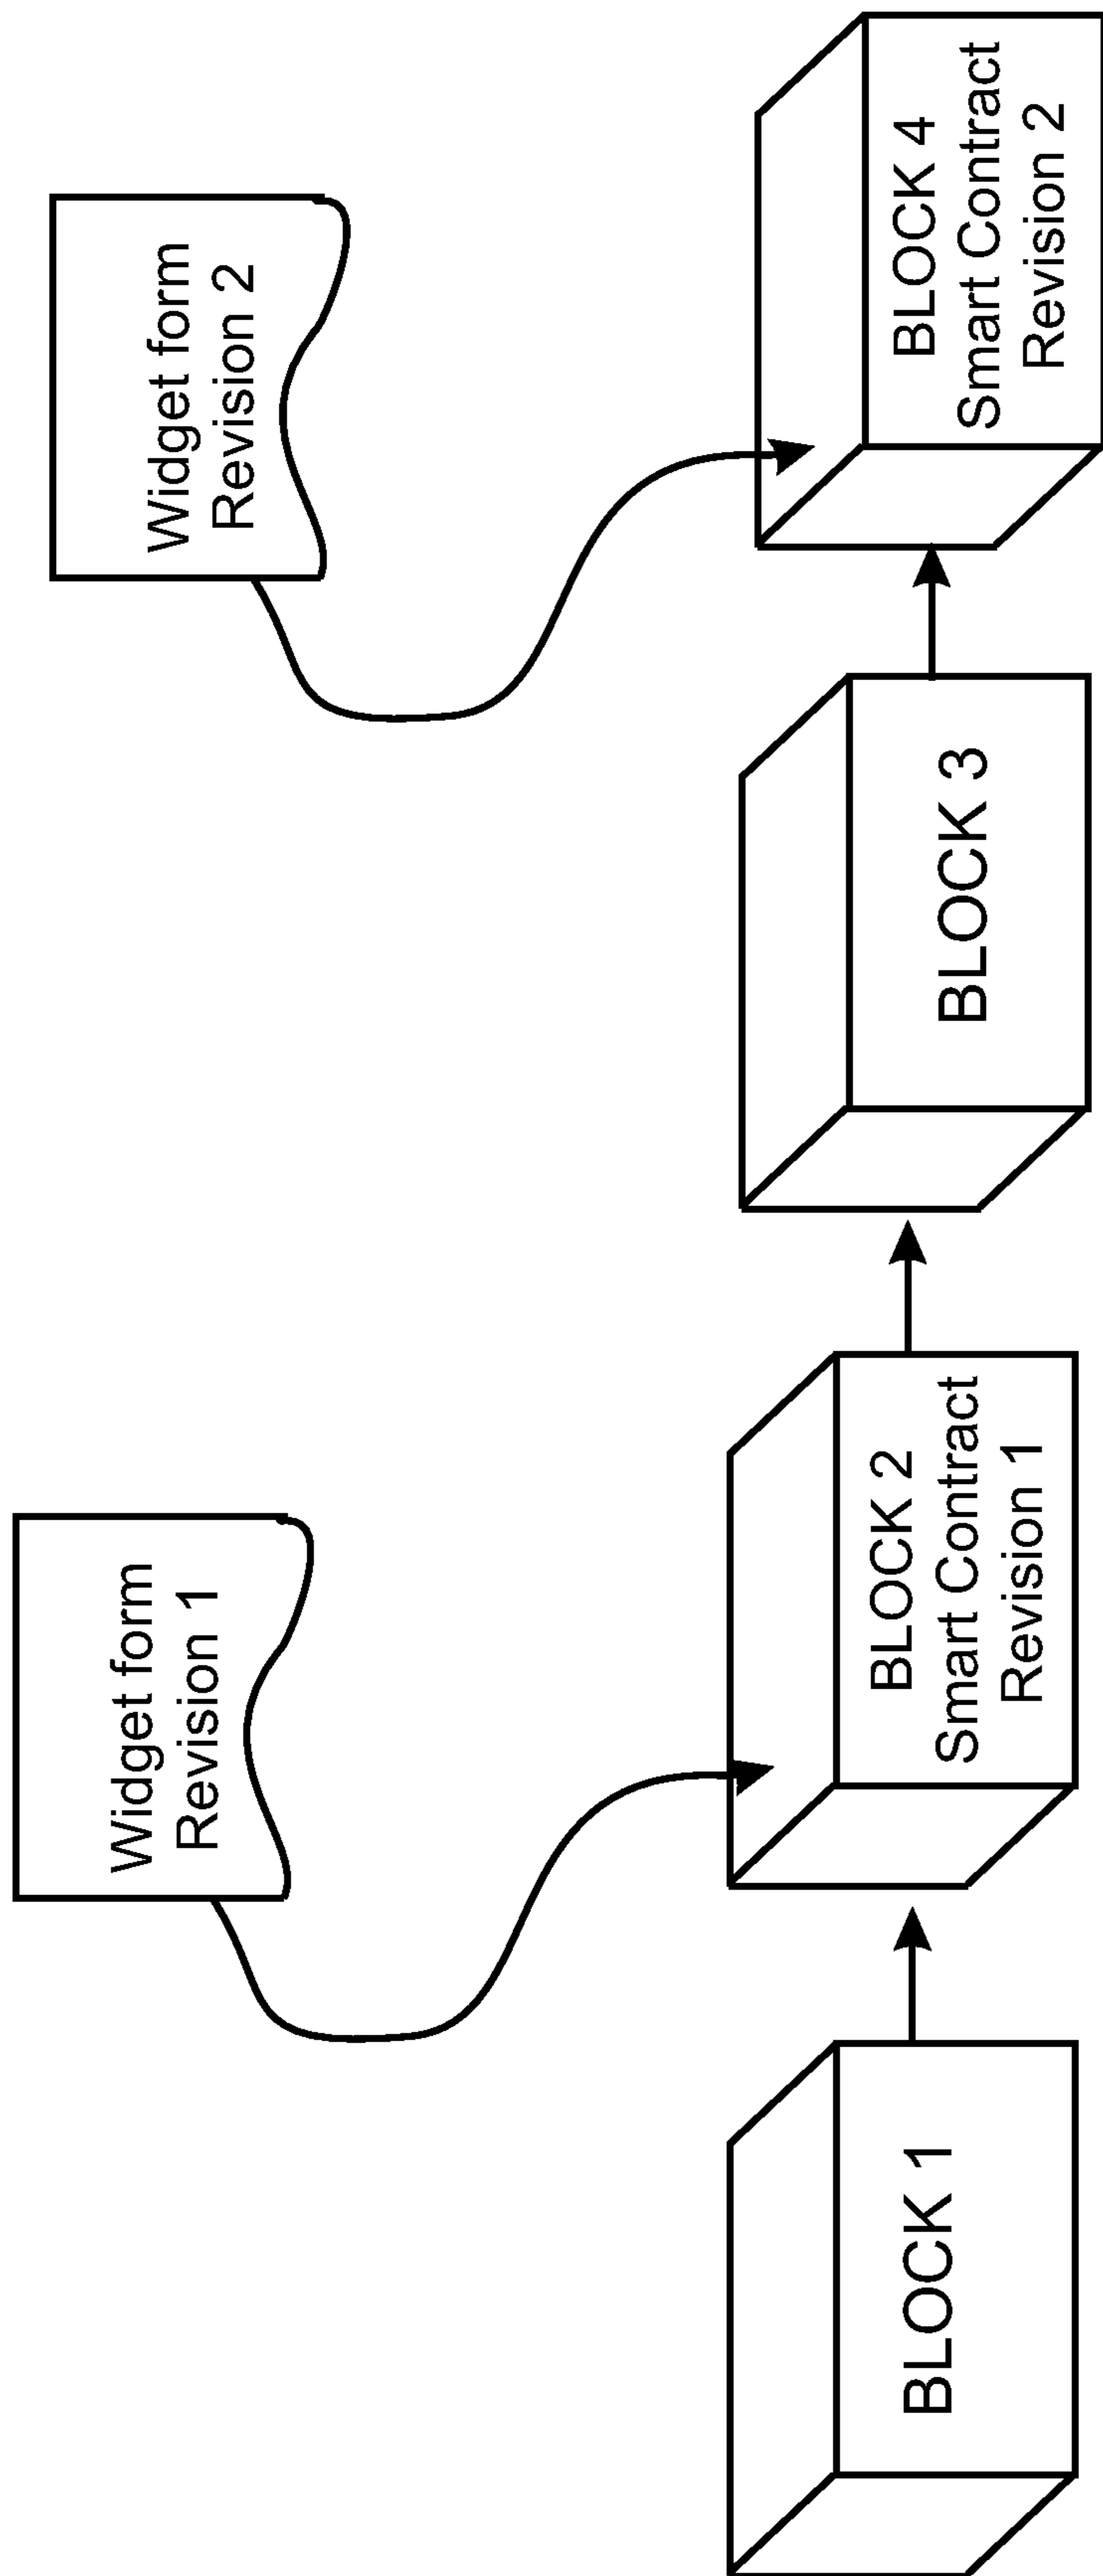 Widget form
Revision 1
Widget form
Revision 2
BLOCK 1
BLOCK 2
Smart Contract
Revision 1
BLOCK 3
BLOCK 4
Smart Contract
Revision 2